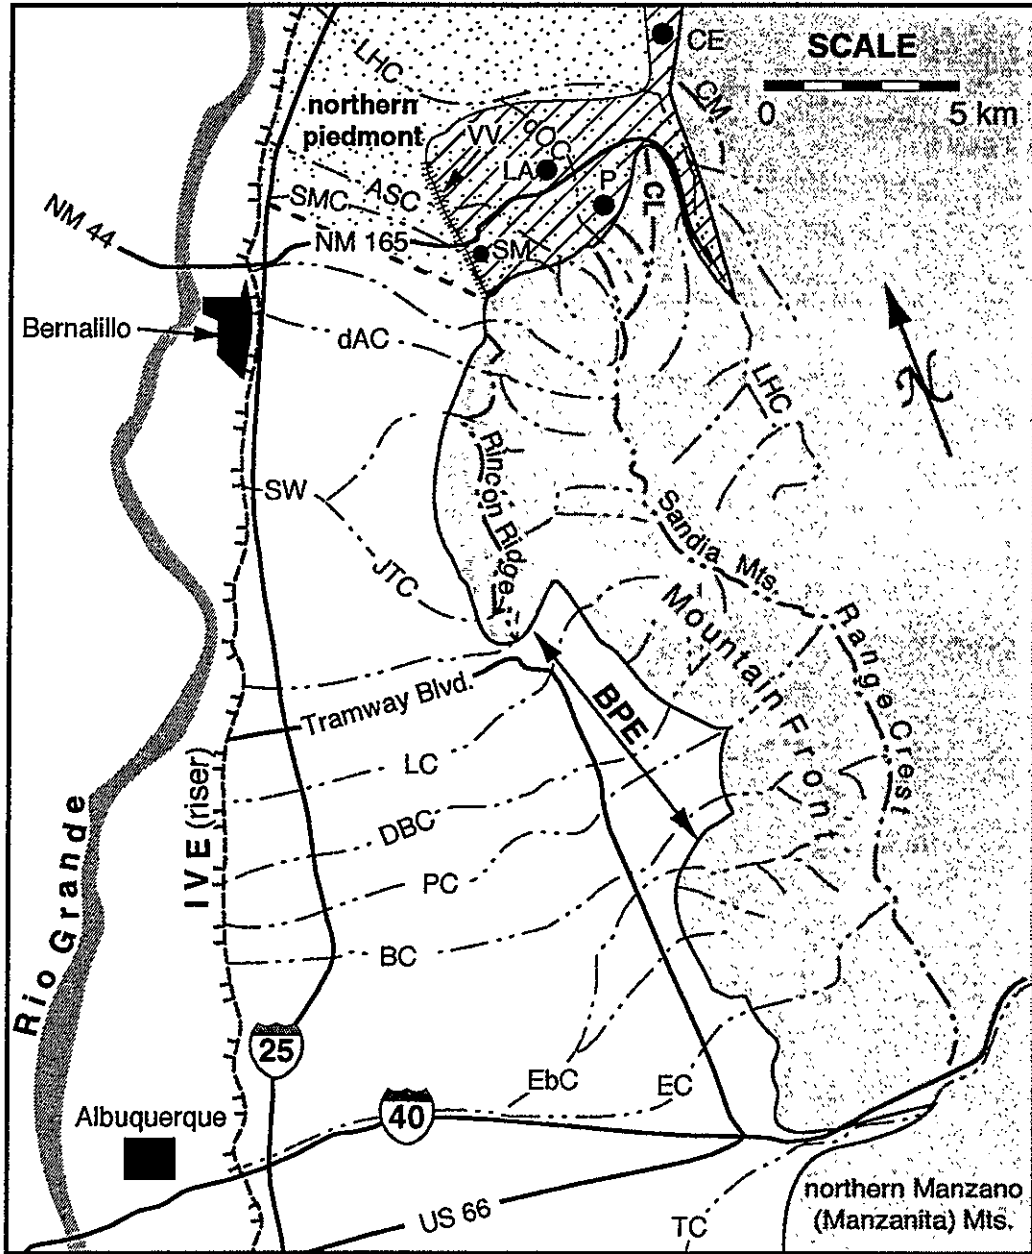 CE
SCALE
0 5 km
LHC
CM
northern
piedmont
VV
OCC
LA
P
CL
ASC
SMC
NM 44
NM 165
SM
Bernalillo
dAC
N
LHC
Rincon Ridge
SW
Sandia Mts.
JTC
Mountain Front
Range Crest
BPE
Tramway Blvd.
LC
DBC
IVE (riser)
PC
Rio Grande
BC
25
EbC
EC
40
Albuquerque
US 66
TC
northern Manzano
(Manzanita) Mts.